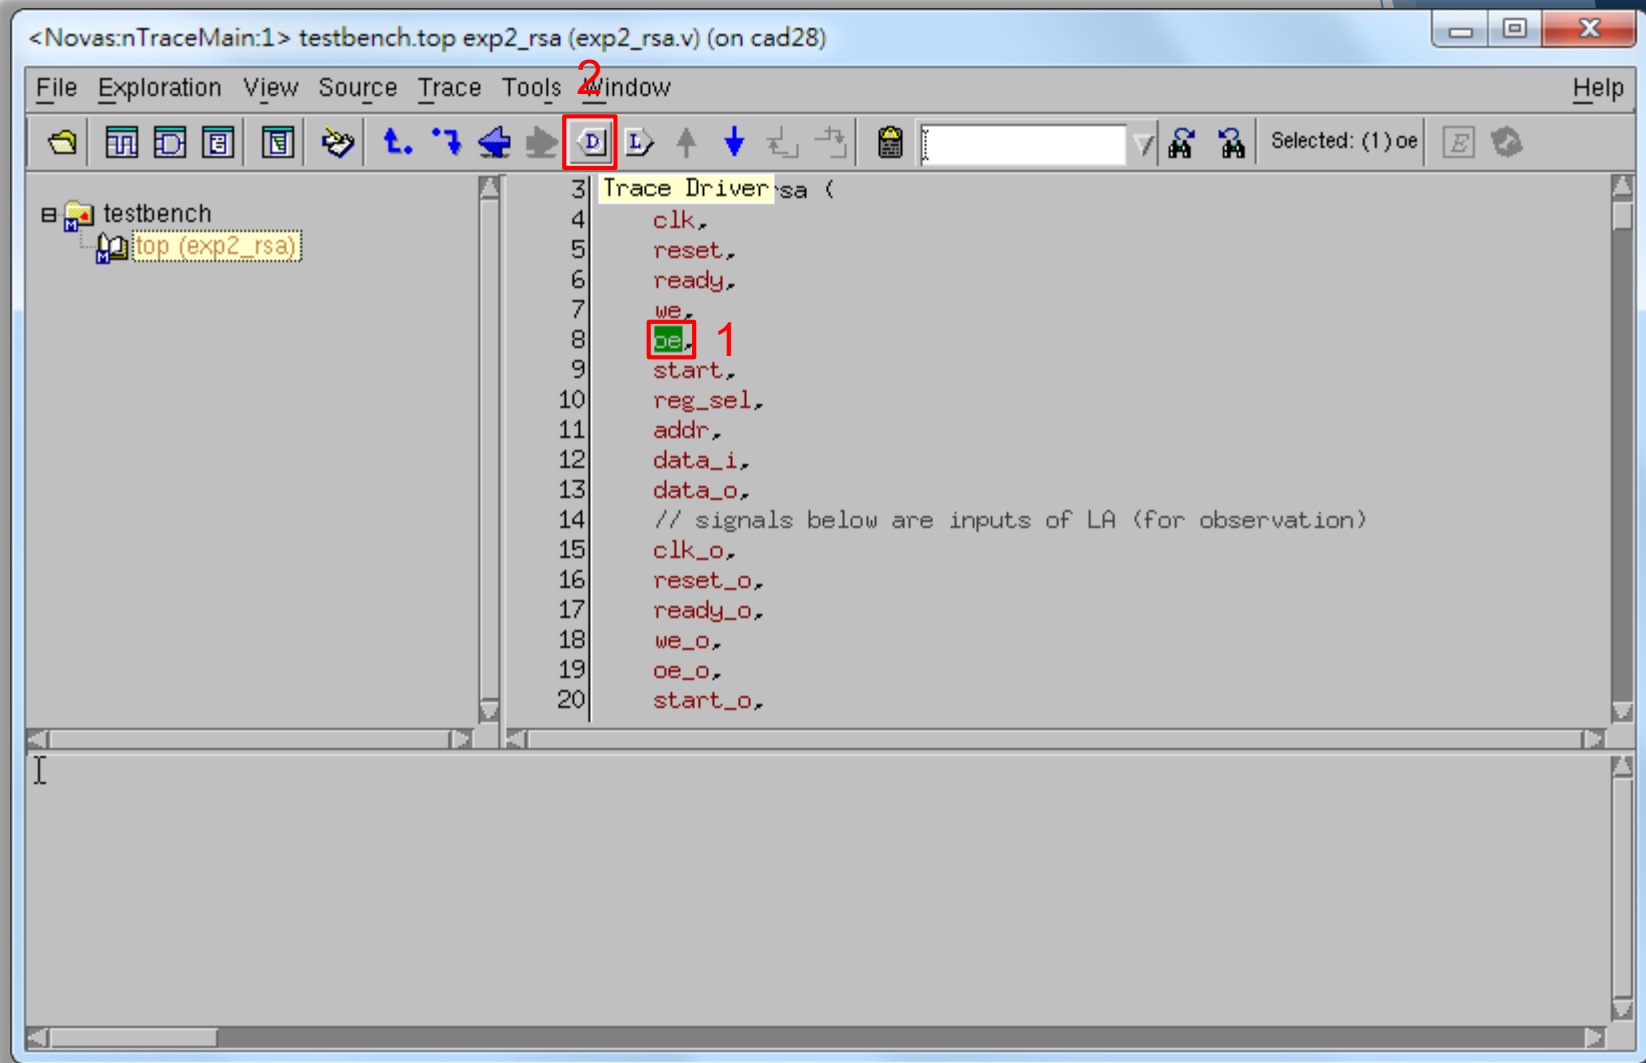 <Novas:nTraceMain:1> testbench.top exp2_rsa (exp2_rsa.v) (on cad28)
File Exploration View Source Trace Tools Window Help
2
D L Selected: (1) oe E
testbench
top (exp2_rsa)
Trace Driver
3 rsa (
4 clk,
5 reset,
6 ready,
7 we,
8 oe, 1
9 start,
10 reg_sel,
11 addr,
12 data_i,
13 data_o,
14 // signals below are inputs of LA (for observation)
15 clk_o,
16 reset_o,
17 ready_o,
18 we_o,
19 oe_o,
20 start_o,